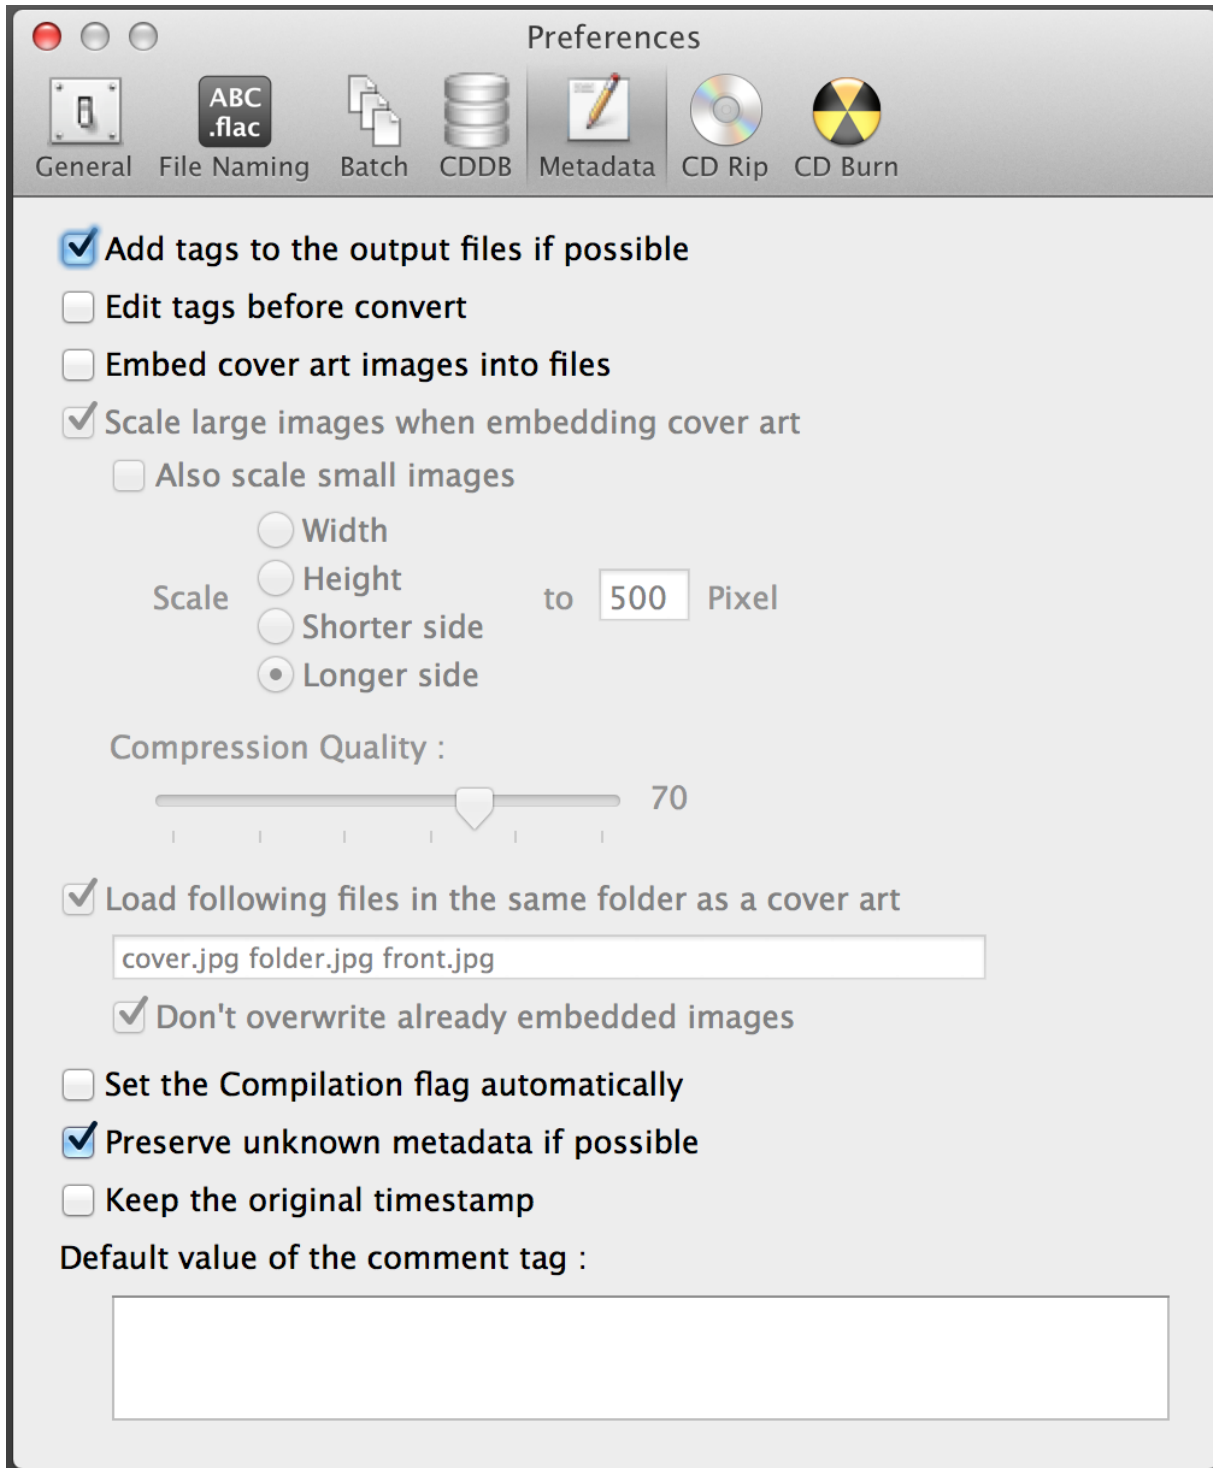 Preferences
ABC
.flac
General File Naming Batch CDDB Metadata CD Rip CD Burn
Add tags to the output files if possible
Edit tags before convert
Embed cover art images into files
Scale large images when embedding cover art
Also scale small images
Width
Height
Scale to 500 Pixel
Shorter side
Longer side
Compression Quality :
70
Load following files in the same folder as a cover art
cover.jpg folder.jpg front.jpg
Don't overwrite already embedded images
Set the Compilation flag automatically
Preserve unknown metadata if possible
Keep the original timestamp
Default value of the comment tag :